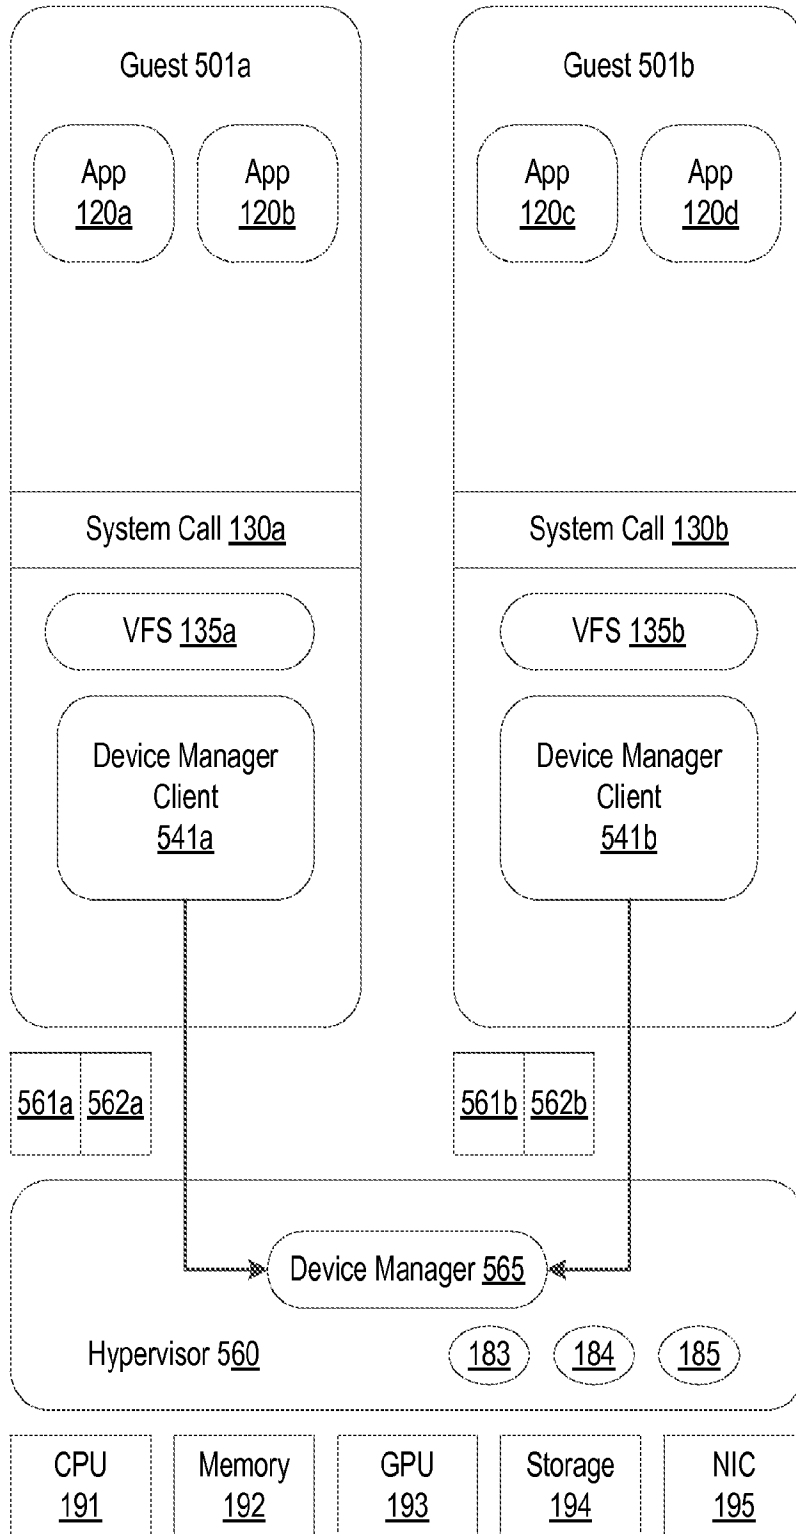 Guest 501a
Guest 501b
App
120a
App
120b
App
120c
App
120d
System Call 130a
System Call 130b
VFS 135a
VFS 135b
Device Manager
Client
541a
Device Manager
Client
541b
561a
562a
561b
562b
Device Manager 565
Hypervisor 560
183
184
185
CPU
191
Memory
192
GPU
193
Storage
194
NIC
195